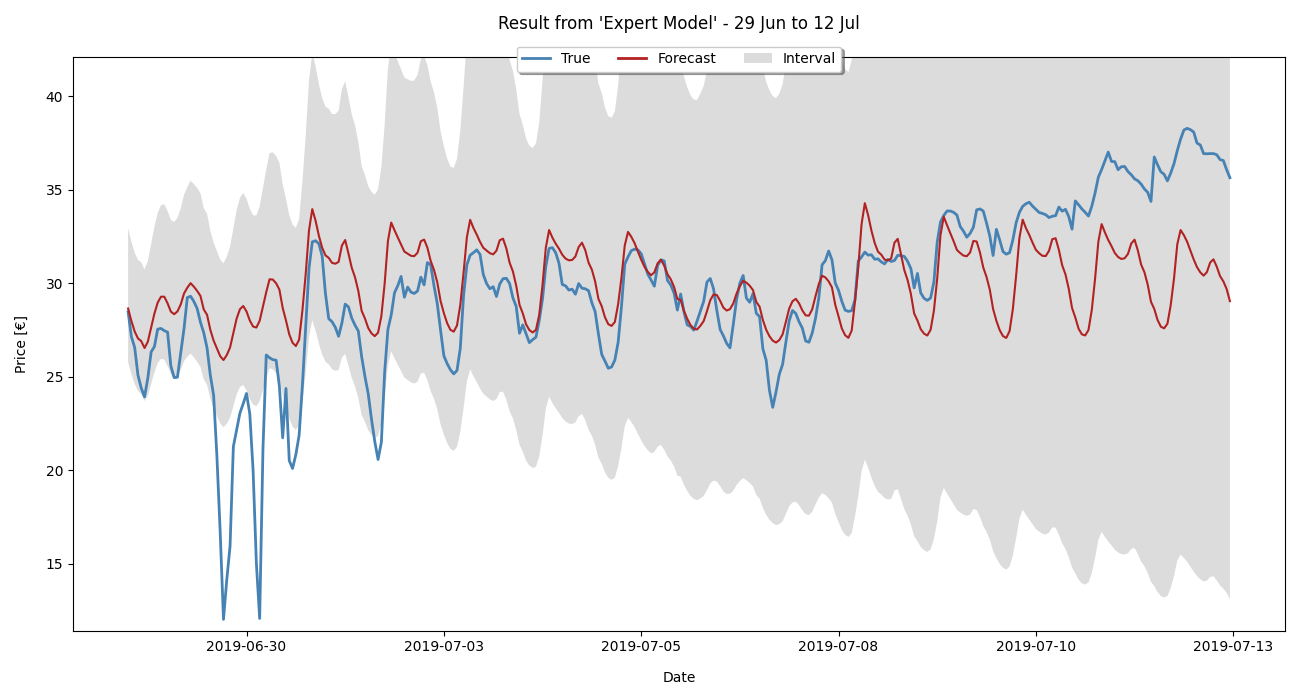 Result from 'Expert Model' - 29 Jun to 12 Jul
True Forecast Interval
40
35
30
25
20
15
Price [€]
2019-06-30 2019-07-03 2019-07-05 2019-07-08 2019-07-10 2019-07-13
Date